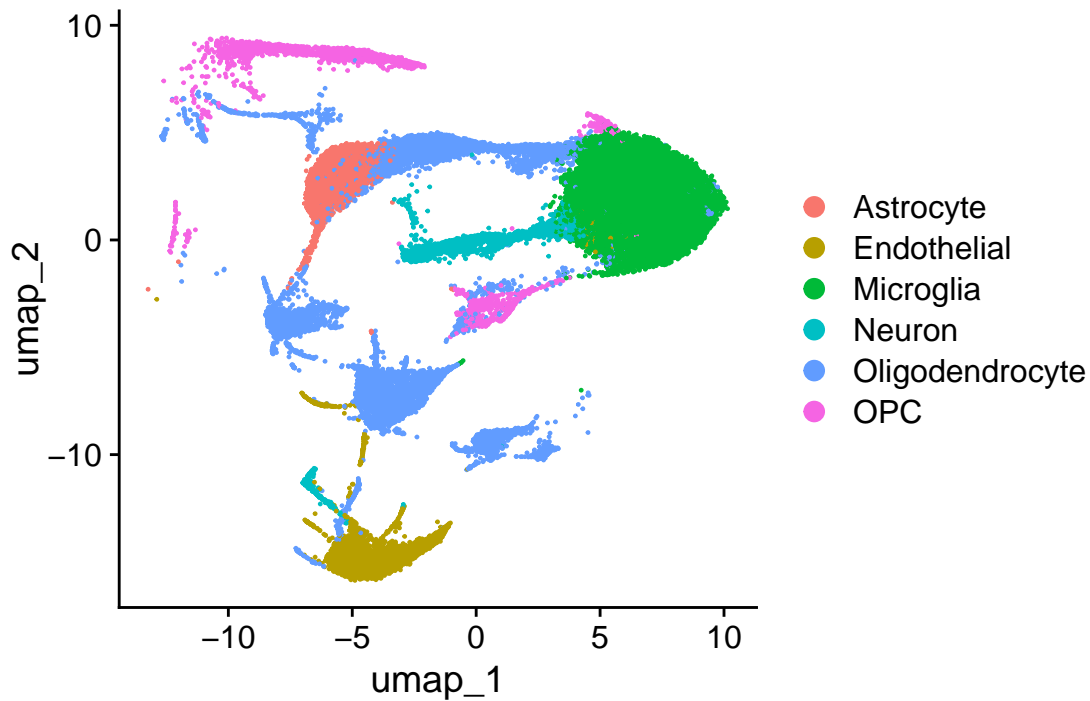 10
0
−10
umap_2
−10 −5 0 5 10
umap_1
Astrocyte
Endothelial
Microglia
Neuron
Oligodendrocyte
OPC